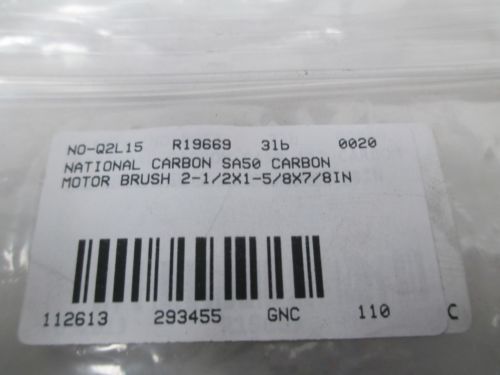 NO-Q2L15 R19669 3lb 0020
NATIONAL CARBON SA50 CARBON
MOTOR BRUSH 2-1/2X1-5/8X7/8IN
112613 293455 GNC 110 C